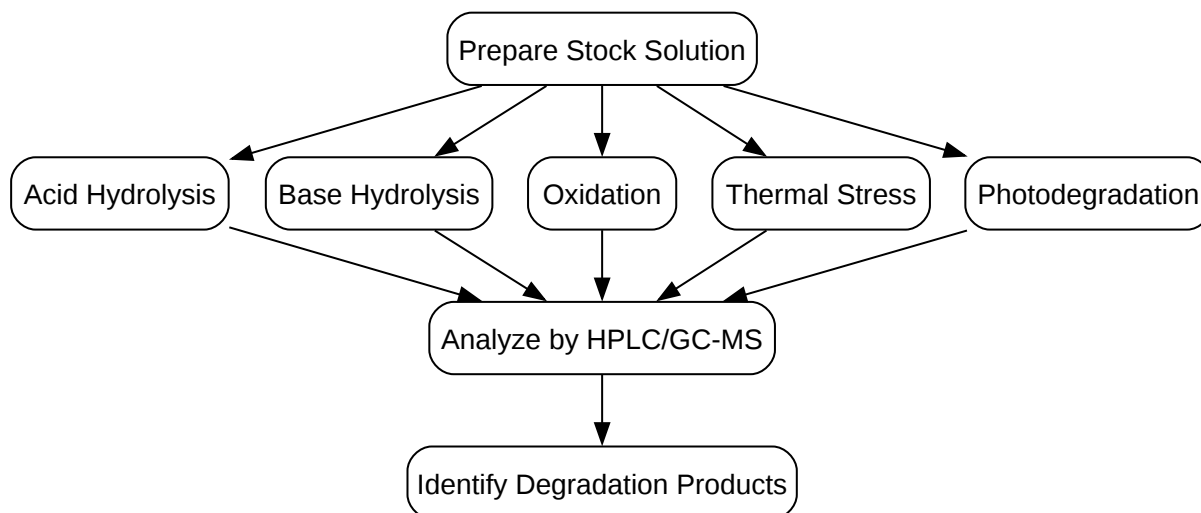 Prepare Stock Solution
Acid Hydrolysis
Base Hydrolysis
Oxidation
Thermal Stress
Photodegradation
Analyze by HPLC/GC-MS
Identify Degradation Products